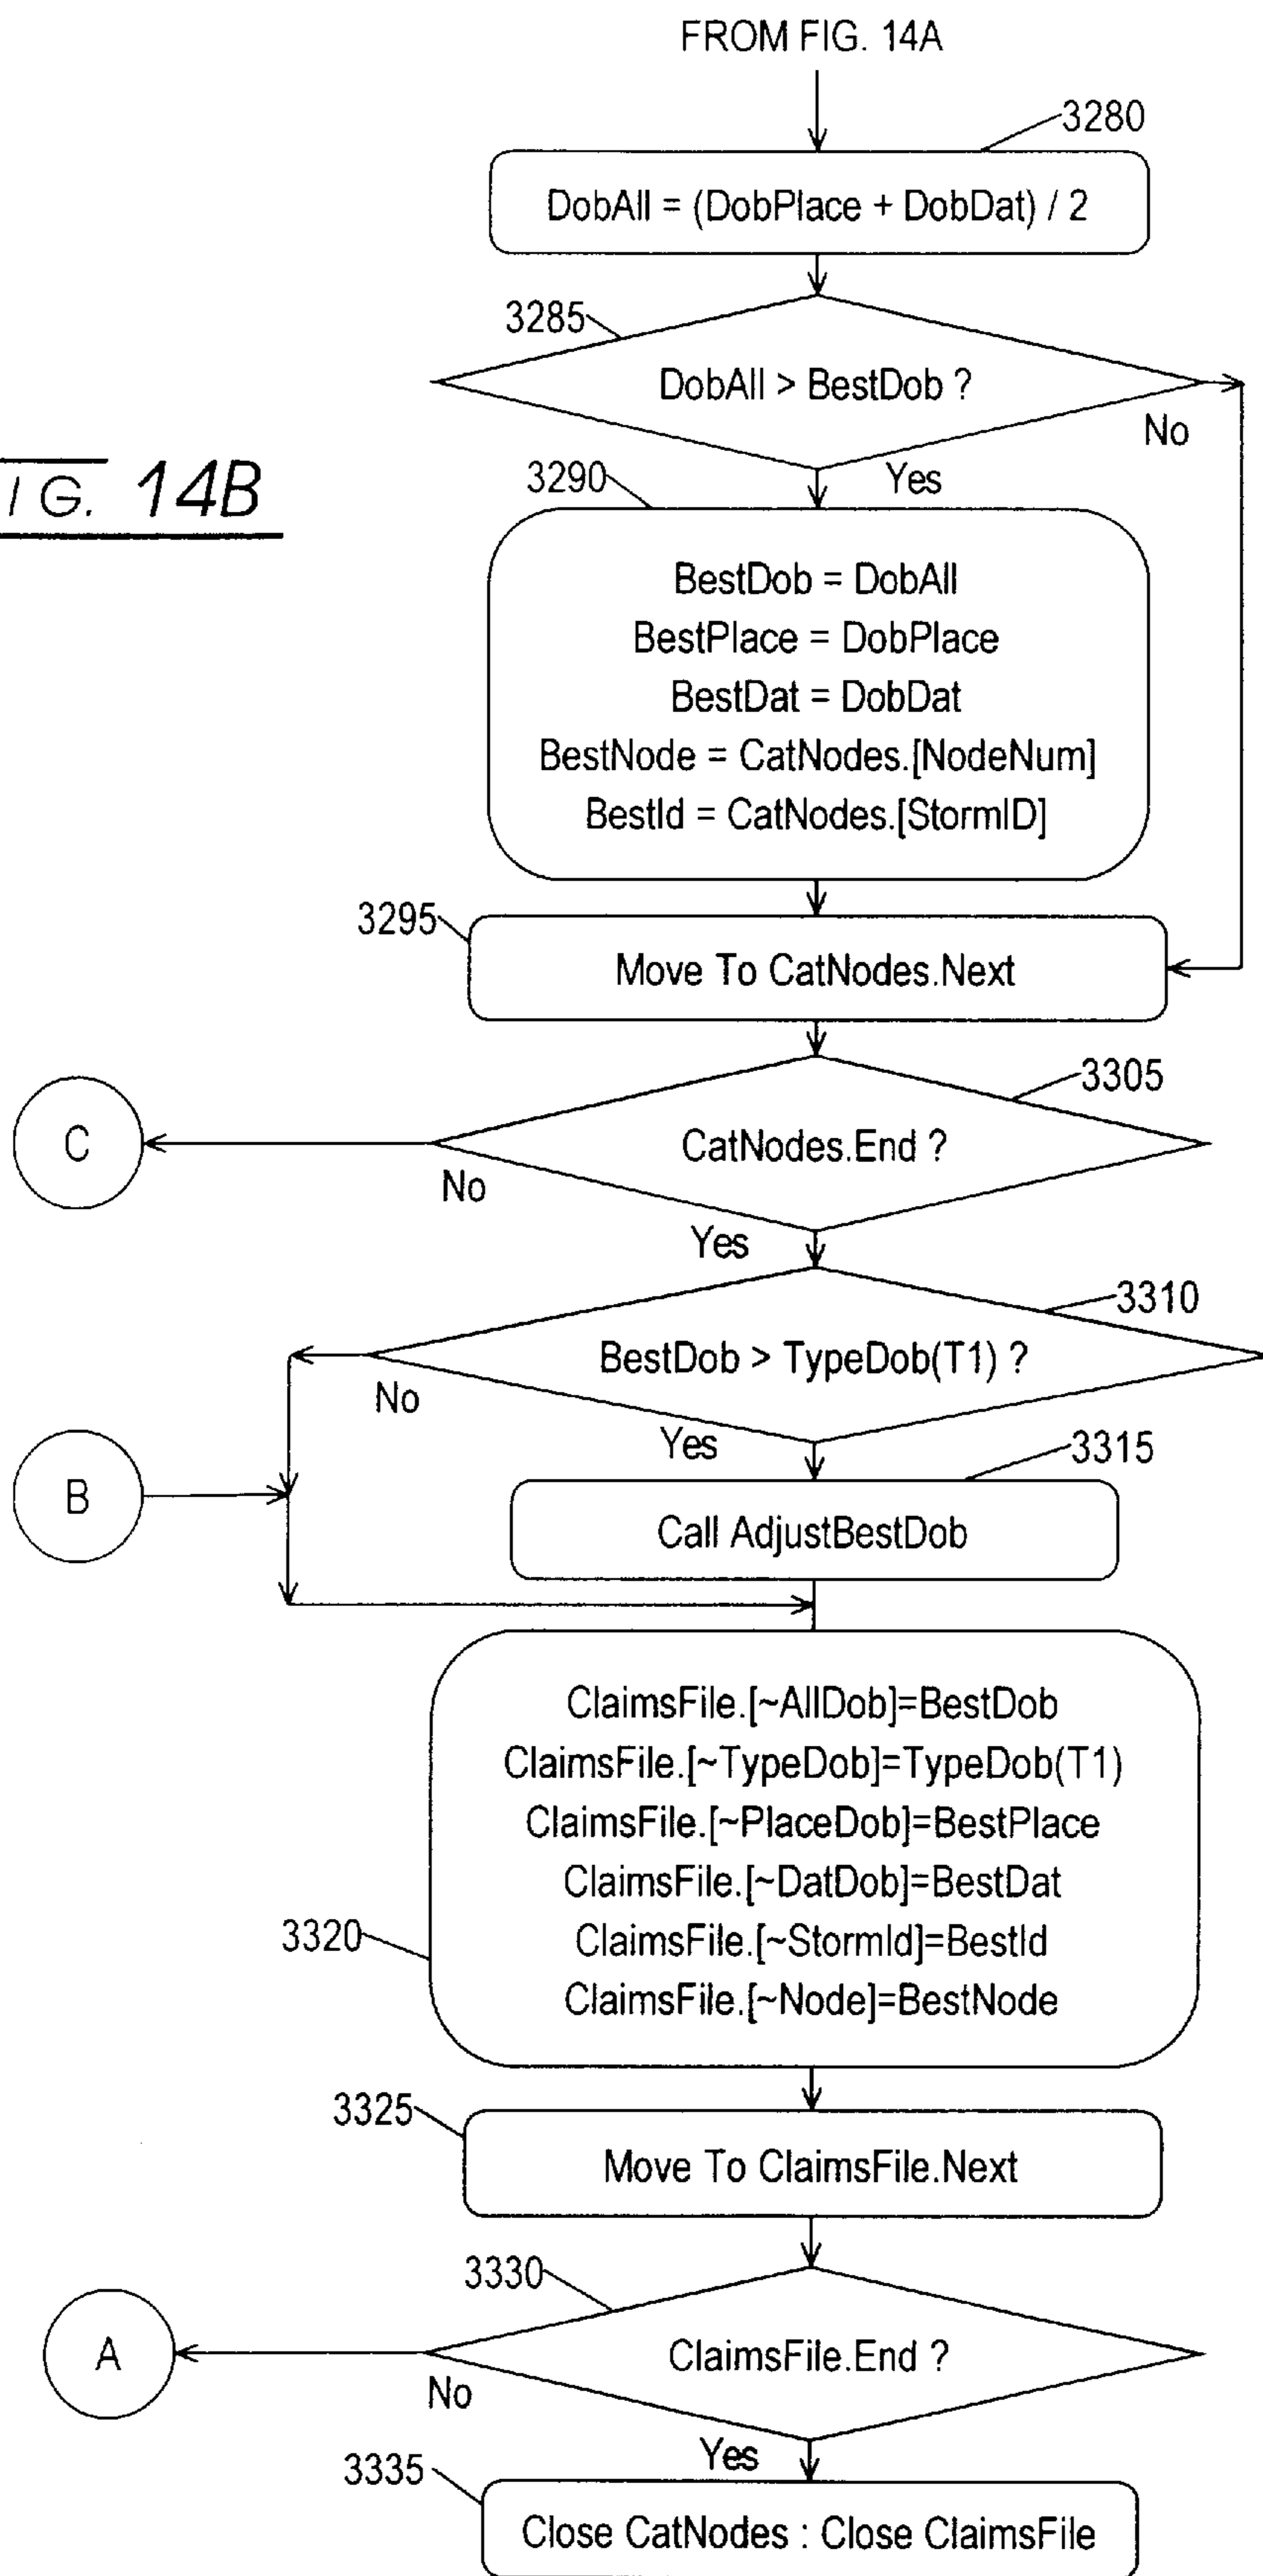 FROM FIG. 14A
3280
DobAll = (DobPlace + DobDat) / 2
3285
DobAll > BestDob ?
No
Yes
IG. 14B
3290
BestDob = DobAll
BestPlace = DobPlace
BestDat = DobDat
BestNode = CatNodes.[NodeNum]
BestId = CatNodes.[StormID]
3295
Move To CatNodes.Next
3305
C
CatNodes.End ?
No
Yes
3310
BestDob > TypeDob(T1) ?
No
Yes
3315
B
Call AdjustBestDob
ClaimsFile.[~AllDob]=BestDob
ClaimsFile.[~TypeDob]=TypeDob(T1)
ClaimsFile.[~PlaceDob]=BestPlace
ClaimsFile.[~DatDob]=BestDat
3320
ClaimsFile.[~StormId]=BestId
ClaimsFile.[~Node]=BestNode
3325
Move To ClaimsFile.Next
3330
A
ClaimsFile.End ?
No
Yes
3335
Close CatNodes : Close ClaimsFile